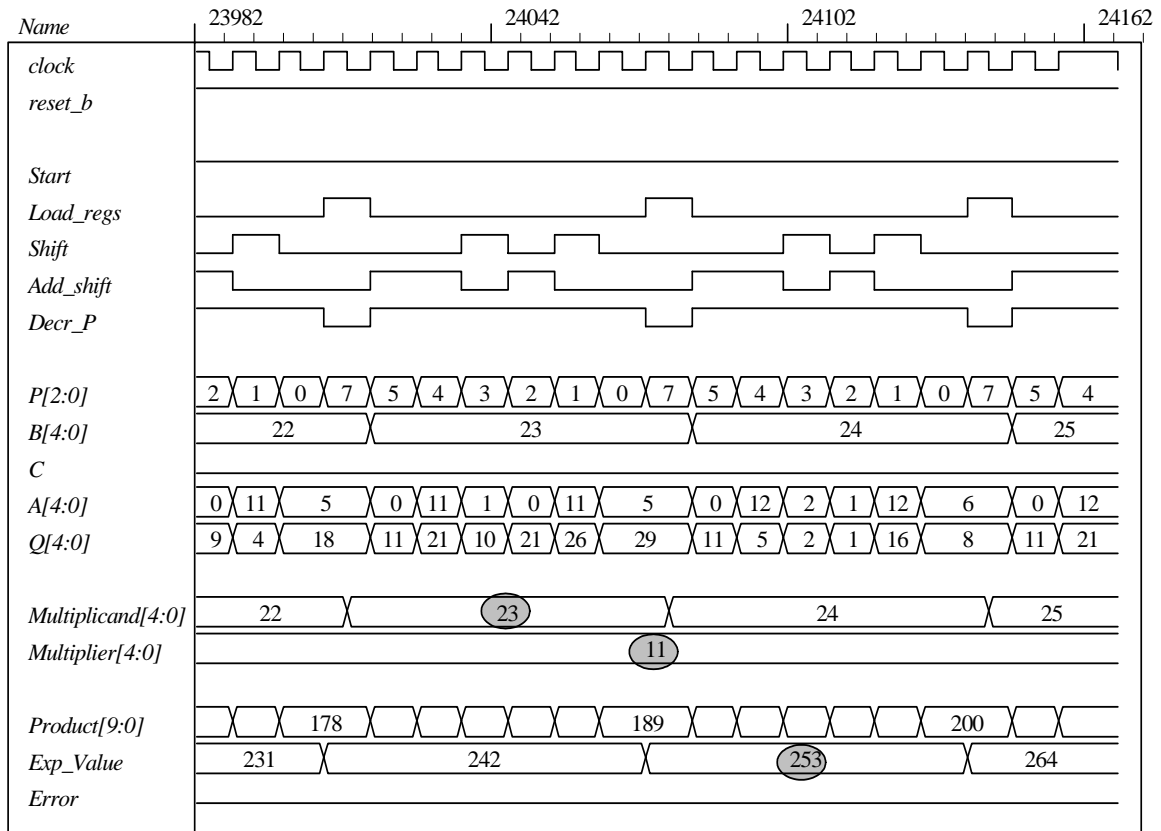 Name 23982 24042 24102 24162
clock
reset_b
Start
Load_regs
Shift
Add_shift
Decr_P
P[2:0] 2 1 0 7 5 4 3 2 1 0 7 5 4 3 2 1 0 7 5 4
B[4:0] 22 23 24 25
C
A[4:0] 0 11 5 0 11 1 0 11 5 0 12 2 1 12 6 0 12
Q[4:0] 9 4 18 11 21 10 21 26 29 11 5 2 1 16 8 11 21
Multiplicand[4:0] 22 23 24 25
Multiplier[4:0] 11
Product[9:0] 178 189 200
Exp_Value 231 242 253 264
Error